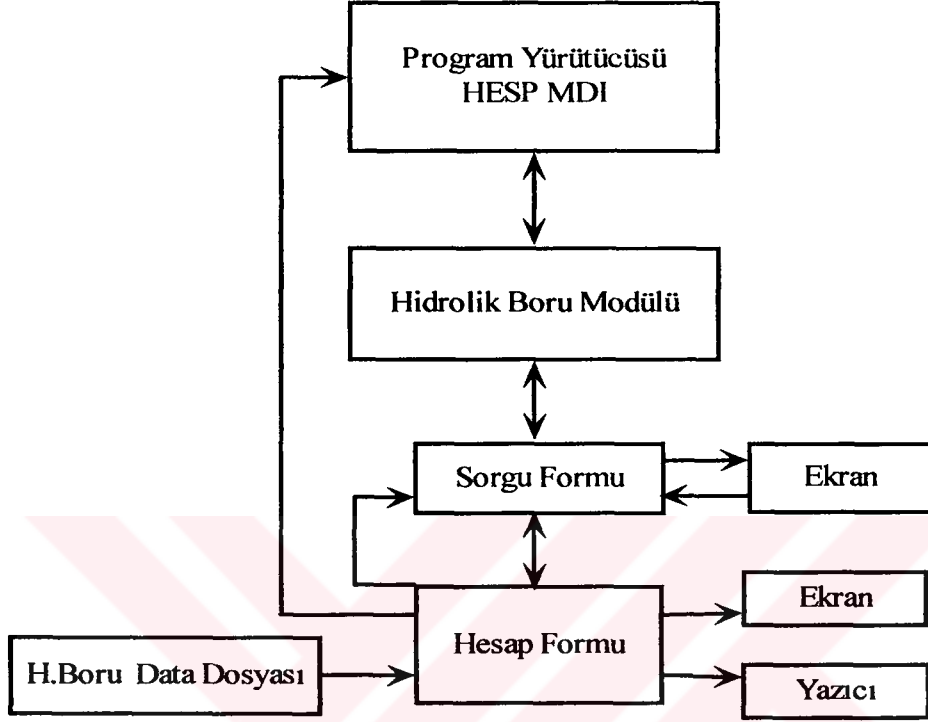 Program Yürütücüsü
HESP MDI
Hidrolik Boru Modülü
Sorgu Formu
Ekran
Ekran
Hesap Formu
H.Boru Data Dosyası
Yazıcı